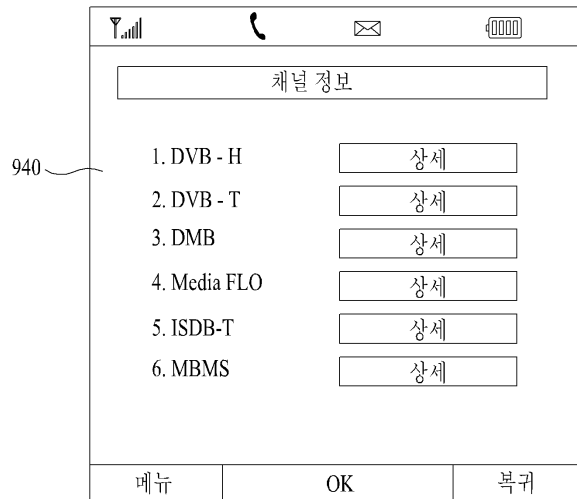 채널 정보
940
1. DVB - H 상세
2. DVB - T 상세
3. DMB 상세
4. Media FLO 상세
5. ISDB-T 상세
6. MBMS 상세
메뉴 OK 복귀